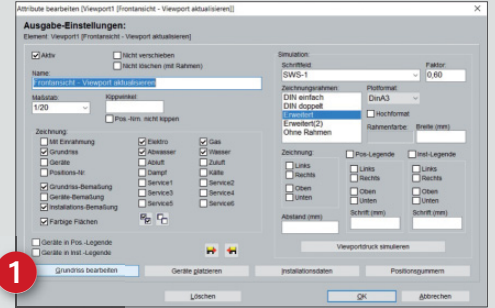 Attribute bearbeiten [Viewport1 [Frontansicht - Viewport aktualisieren]]
Ausgabe-Einstellungen:
Element: Viewport1 [Frontansicht - Viewport aktualisieren]
Aktiv
Nicht verschieben
Nicht löschen (mit Rahmen)
Name:
Frontansicht - Viewport aktualisieren
Maßstab:
Kippwinkel:
1/20
Pos.-Nrn. nicht kippen
Zeichnung:
Mit Einrahmung
Elektro
Gas
Grundriss
Abwasser
Wasser
Geräte
Abluft
Zuluft
Positions-Nr.
Dampf
Kälte
Grundriss-Bemaßung
Service1
Service2
Geräte-Bemaßung
Service3
Service4
Installations-Bemaßung
Service5
Service6
Farbige Flächen
Geräte in Pos.-Legende
Geräte in Inst.-Legende
Simulation:
Schriftfeld
Faktor:
SWS-1
0,60
Zeichnungsrahmen:
Plotformat:
DIN einfach
DIN doppelt
Erweitert
Erweitert(2)
Ohne Rahmen
DinA3
Hochformat
Rahmenfarbe:
Breite (mm)
Zeichnung:
Pos-Legende
Inst-Legende
Links
Links
Links
Rechts
Rechts
Rechts
Oben
Oben
Oben
Unten
Unten
Unten
Abstand (mm)
Schrift (mm)
Schrift (mm)
Viewportdruck simulieren
1
Grundriss bearbeiten
Geräte platzieren
Installationsdaten
Positionsnummern
Löschen
OK
Abbrechen